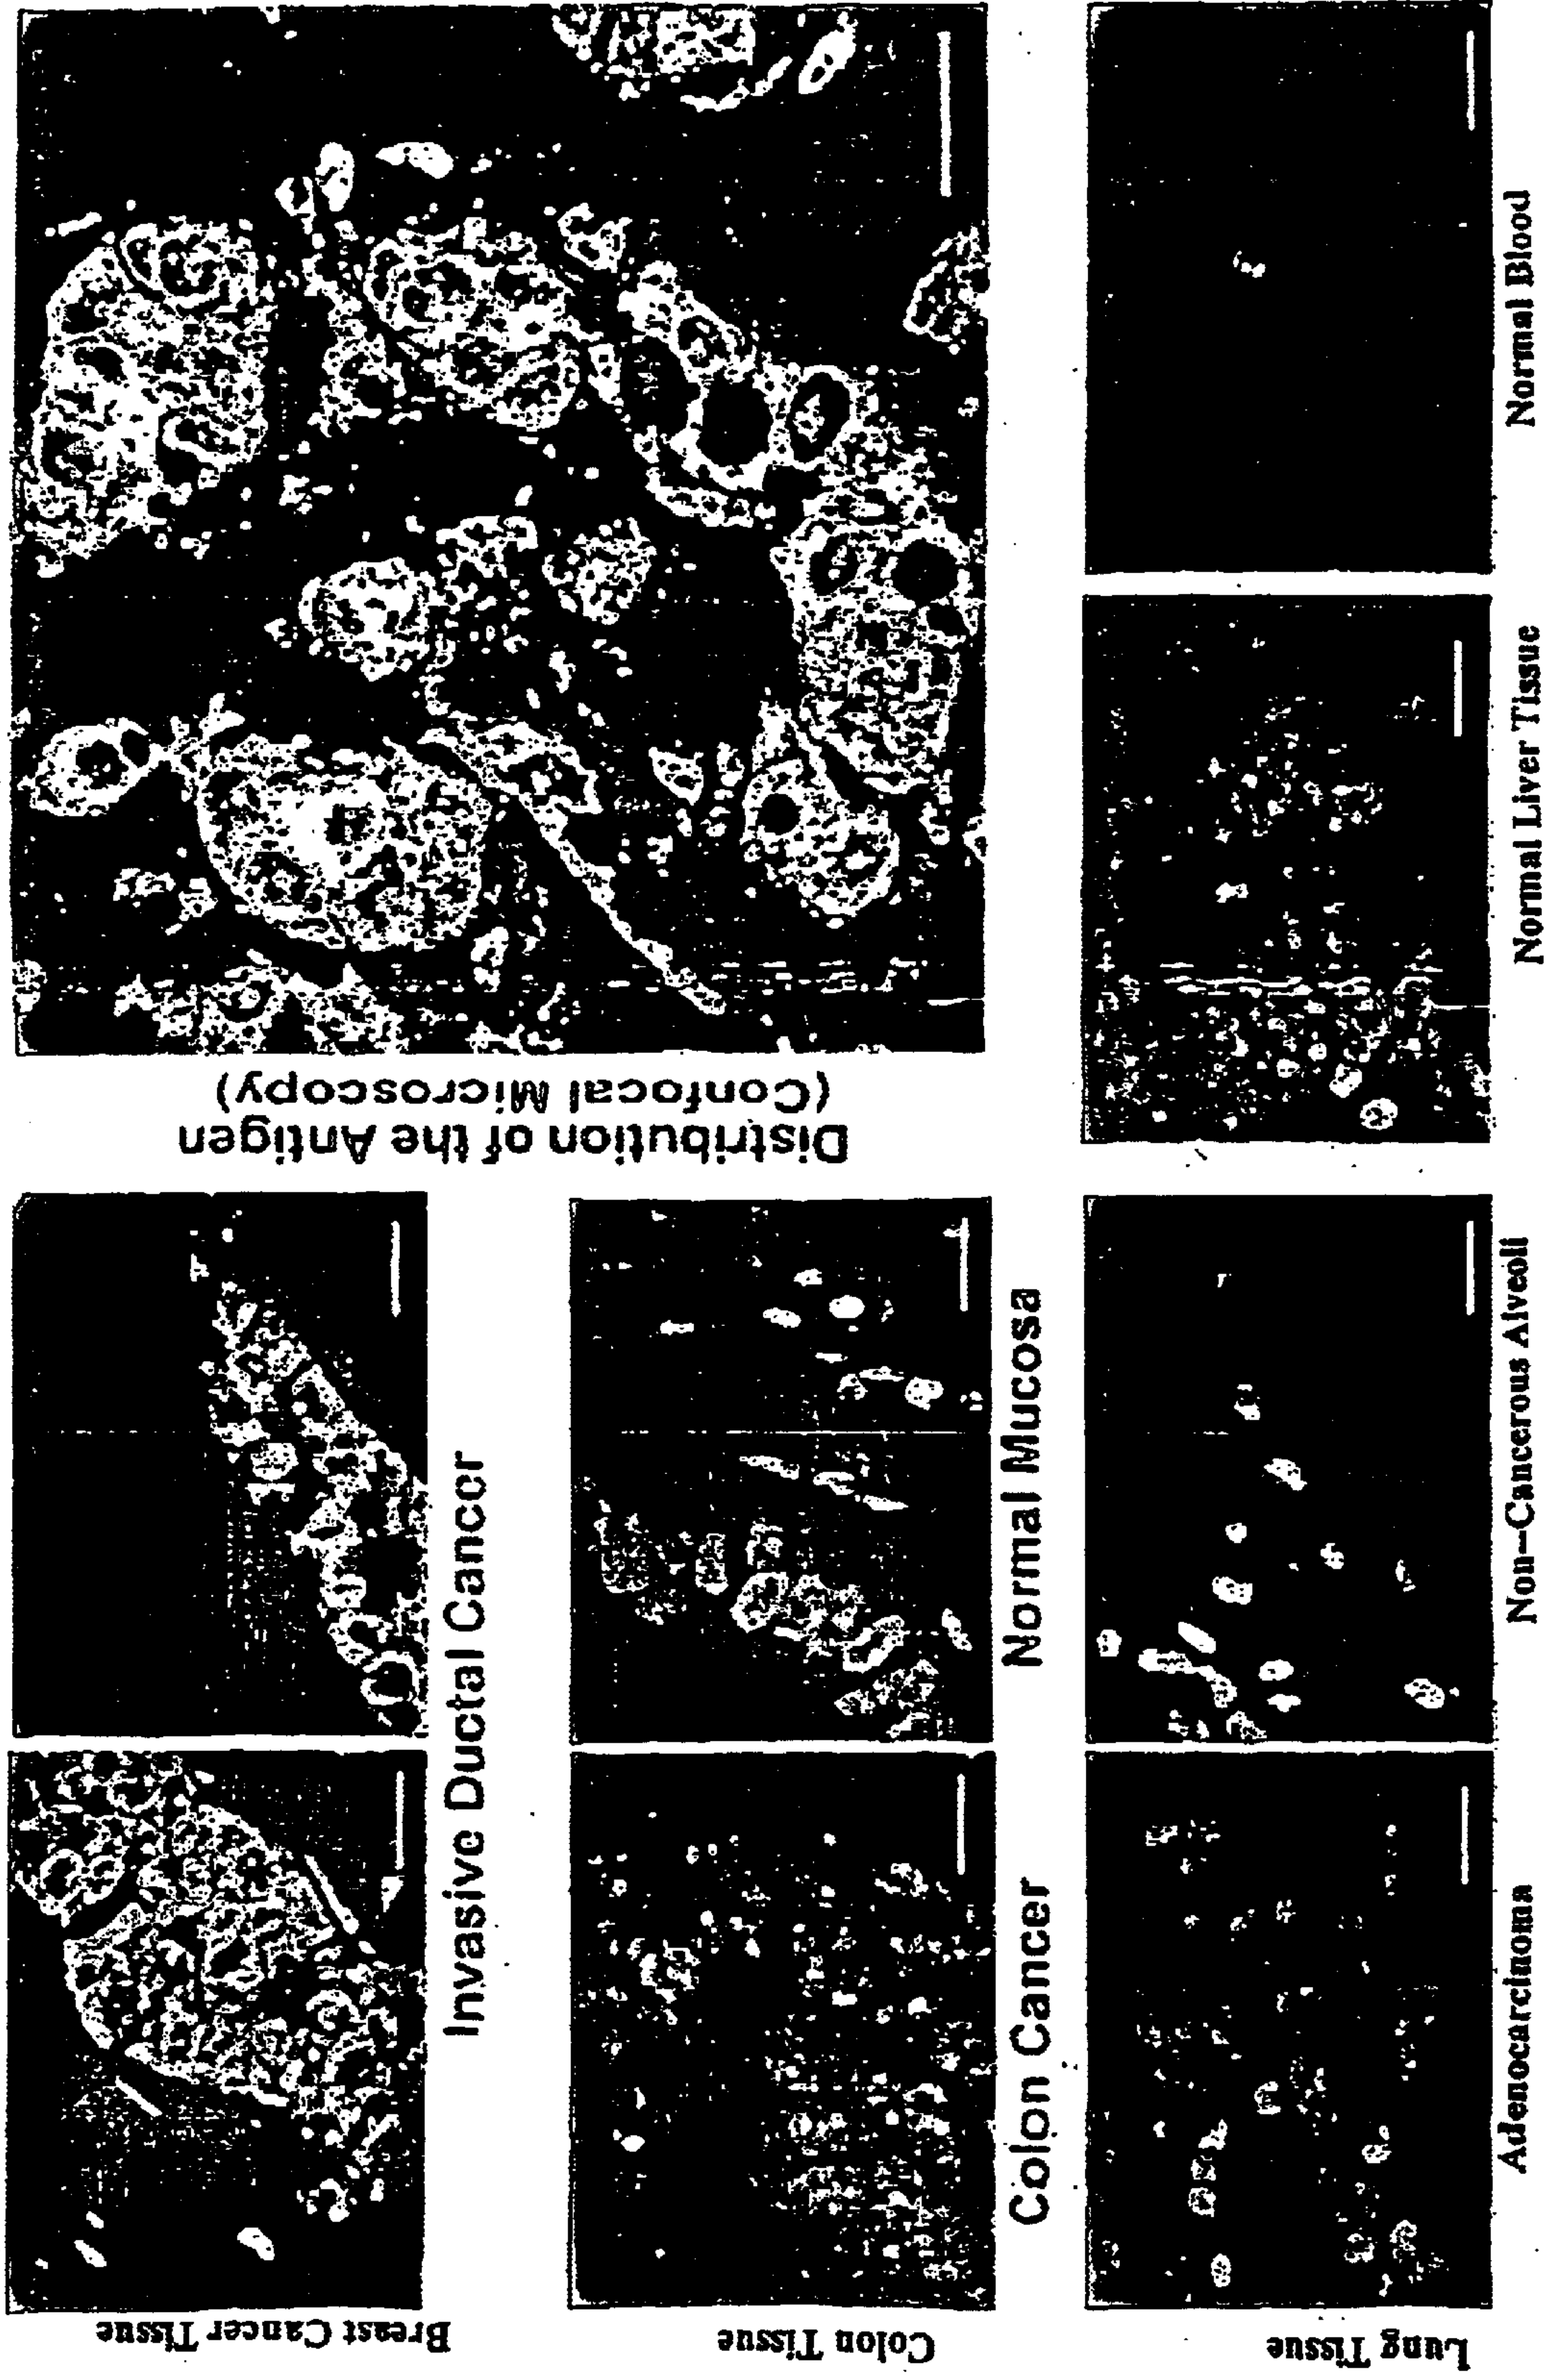 Breast Cancer Tissue
Invasive Ductal Cancer
Distribution of the Antigen
(Confocal Microscopy)
Colon Tissue
Colon Cancer
Normal Mucosa
Lung Tissue
Adenocarcinoma
Non-Cancerous Alveoli
Normal Liver Tissue
Normal Blood